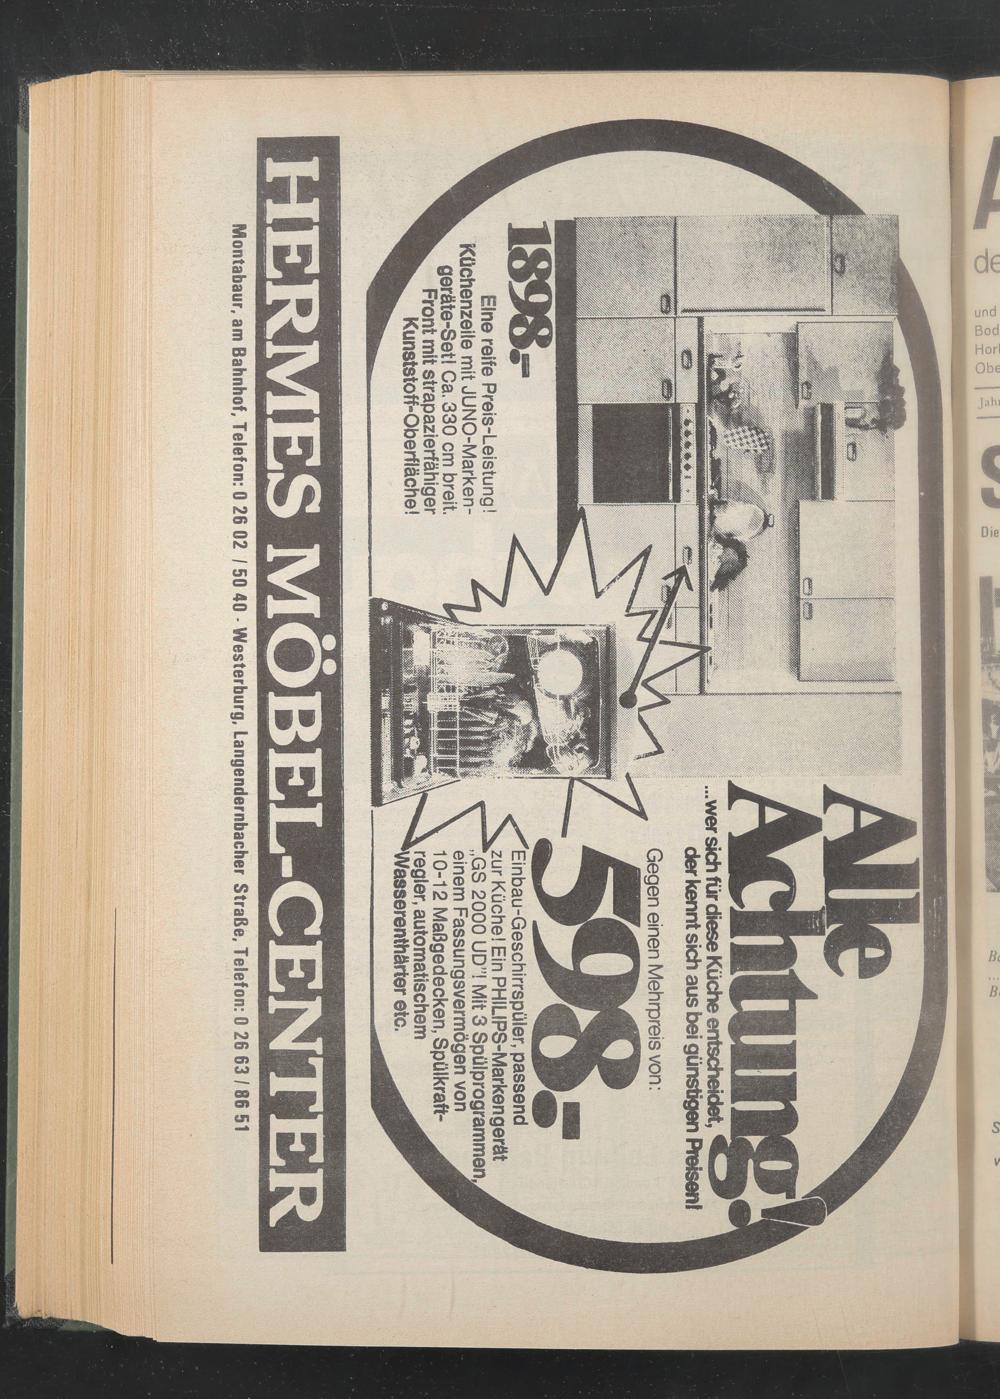 Alle
Achtung!
...wer sich für diese Küche entscheidet,
der kennt sich aus bei günstigen Preisen!
1898.-
Eine reife Preis-Leistung!
Küchenzeile mit JUNO-Marken-
geräte-Set! Ca. 330 cm breit.
Front mit strapazierfähiger
Kunststoff-Oberfläche!
Gegen einen Mehrpreis von:
598.-
Einbau-Geschirrspüler, passend
zur Küche! Ein PHILIPS-Markengerät
„GS 2000 UD"! Mit 3 Spülprogrammen,
einem Fassungsvermögen von
10-12 Maßgedecken, Spülkraft-
regler, automatischem
Wasserenthärter etc.
HERMES MÖBEL-CENTER
Montabaur, am Bahnhof, Telefon: 0 26 02 / 50 40 - Westerburg, Langendernbacher Straße, Telefon: 0 26 63 / 86 51
und
Die